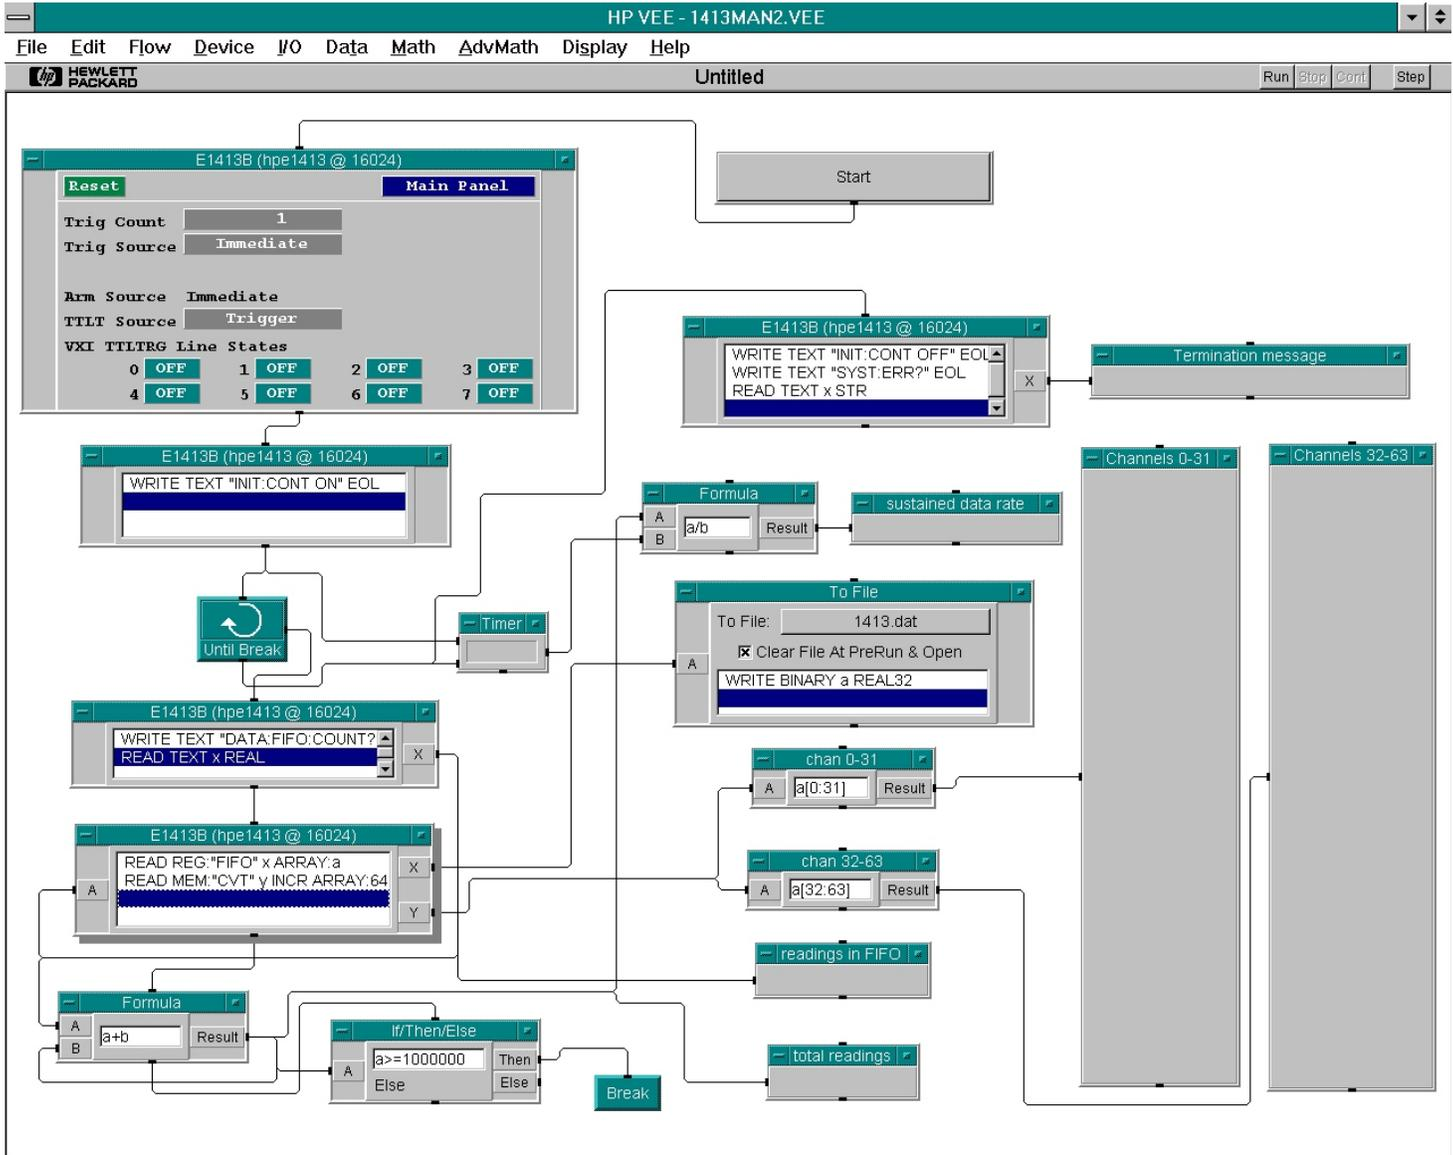 HP VEE - 1413MAN2.VEE
File Edit Flow Device I/O Data Math AdvMath Display Help
hp HEWLETT PACKARD
Untitled
Run Stop Cont Step
E1413B (hpe1413 @ 16024)
Reset Main Panel
Trig Count 1
Trig Source Immediate
Arm Source Immediate
TTLT Source Trigger
VXI TTLTRG Line States
0 OFF 1 OFF 2 OFF 3 OFF
4 OFF 5 OFF 6 OFF 7 OFF
Start
E1413B (hpe1413 @ 16024)
WRITE TEXT "INIT:CONT OFF" EOL
WRITE TEXT "SYST:ERR?" EOL
READ TEXT x STR
X
Termination message
E1413B (hpe1413 @ 16024)
WRITE TEXT "INIT:CONT ON" EOL
Formula
A
B
a/b
Result
sustained data rate
Channels 0-31
Channels 32-63
Until Break
Timer
To File
To File: 1413.dat
Clear File At PreRun & Open
A
WRITE BINARY a REAL32
E1413B (hpe1413 @ 16024)
WRITE TEXT "DATA:FIFO:COUNT?
READ TEXT x REAL
X
chan 0-31
A a[0:31] Result
E1413B (hpe1413 @ 16024)
A
READ REG:"FIFO" x ARRAY:a
READ MEM:"CVT" y INCR ARRAY:64
X
Y
chan 32-63
A a[32:63] Result
readings in FIFO
Formula
A
B
a+b
Result
If/Then/Else
A
a>=1000000 Then
Else Else
Break
total readings